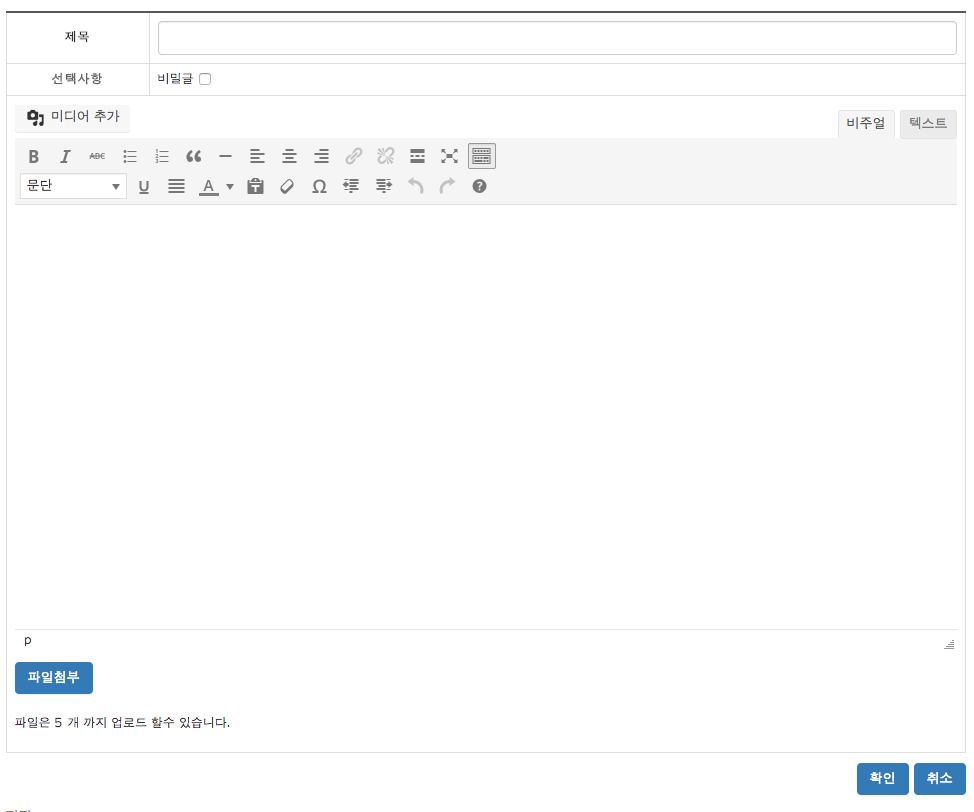 제목
선택사항 비밀글
미디어 추가
비주얼 텍스트
B I ABC
문단 U A Ω ?
p
파일첨부
파일은 5 개 까지 업로드 할수 있습니다.
확인 취소